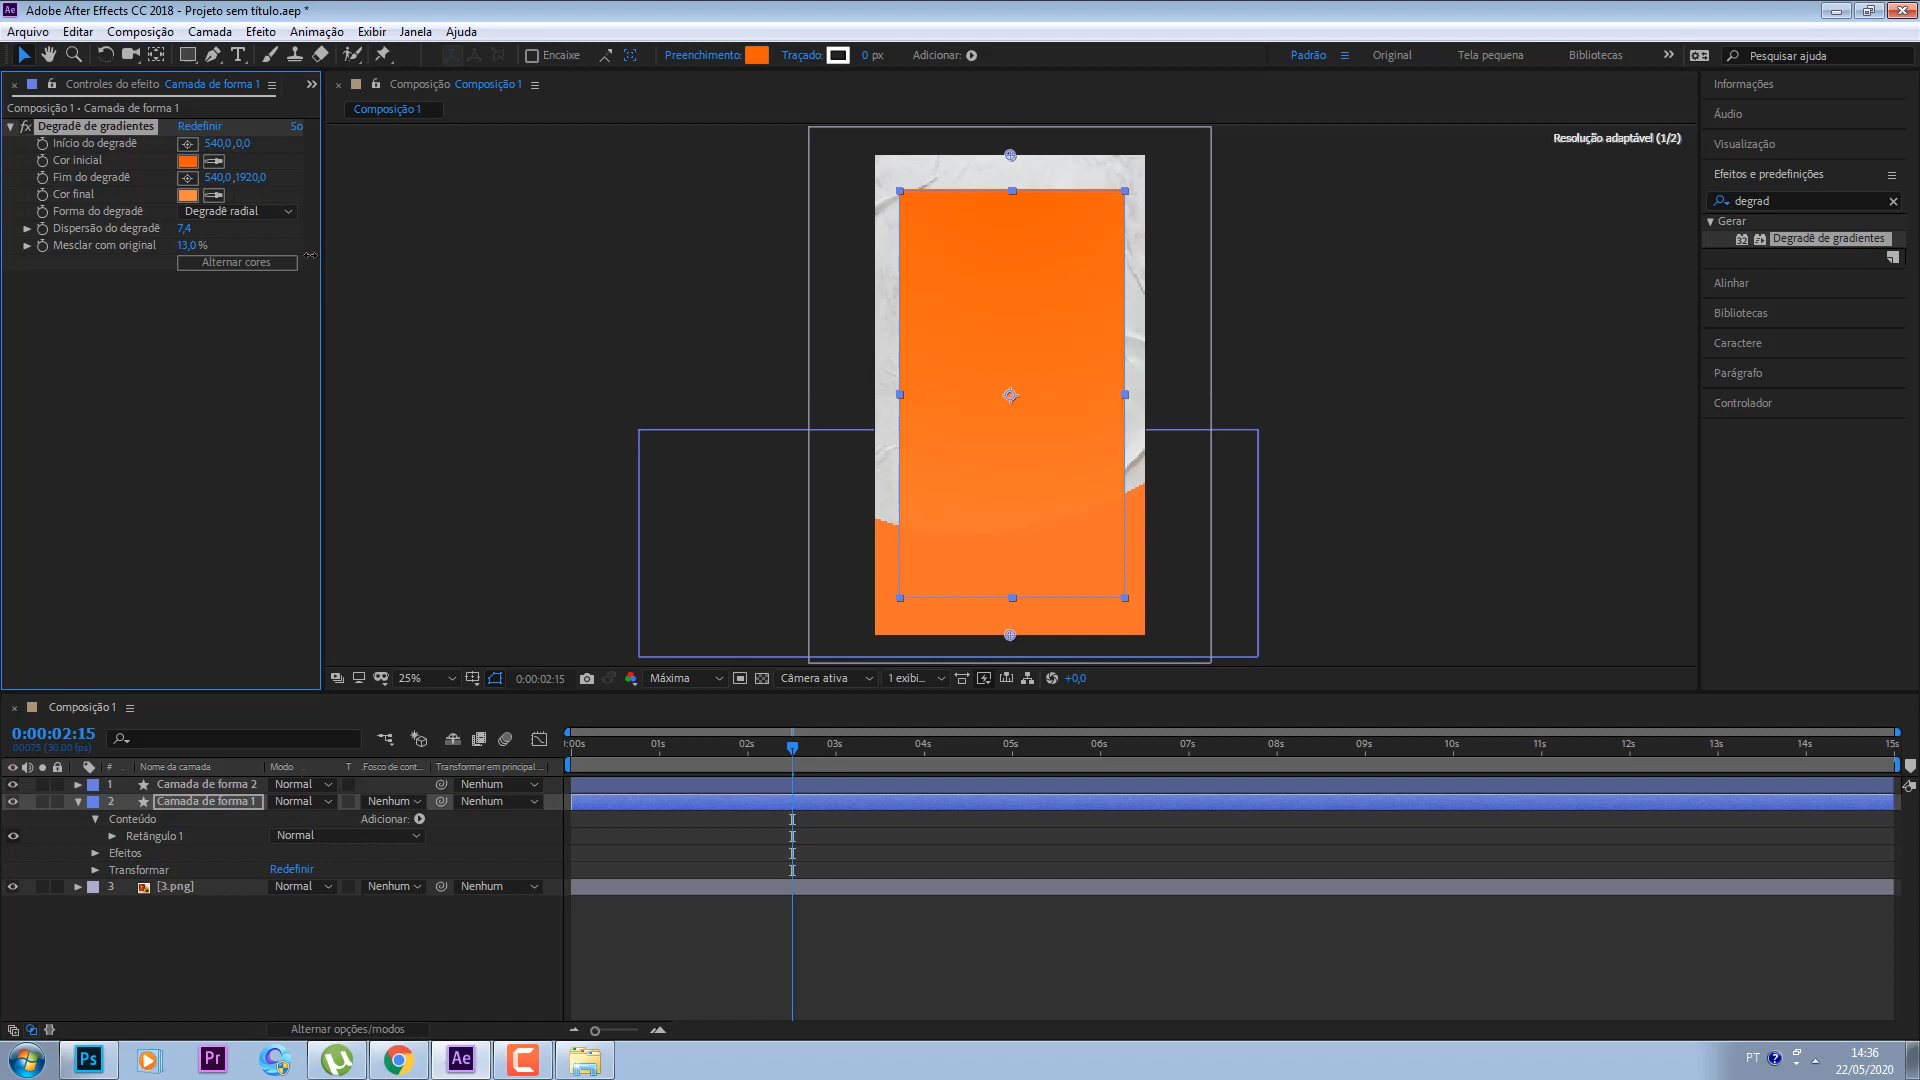 Adobe After Effects CC 2018 - Projeto sem título.aep *
Arquivo Editar Composição Camada Efeito Animação Exibir Janela Ajuda
Encaixe Preenchimento: Traçado: 0 px Adicionar: Padrão Original Tela pequena Bibliotecas Pesquisar ajuda
Controles do efeito Camada de forma 1
Composição 1 • Camada de forma 1
Degradê de gradientes Redefinir So
Início do degradê 540,0,0,0
Cor inicial
Fim do degradê 540,0,1920,0
Cor final
Forma do degradê Degradê radial
Dispersão do degradê 7,4
Mesclar com original 13,0 %
Alternar cores
Composição Composição 1
Composição 1
Resolução adaptável (1/2)
25% 0:00:02:15 Máxima Câmera ativa 1 exibi... +0,0
Informações
Áudio
Visualização
Efeitos e predefinições
degrad
Gerar
32 Degradê de gradientes
Alinhar
Bibliotecas
Caractere
Parágrafo
Controlador
Composição 1
0:00:02:15
00075 (30.00 fps)
:00s 01s 02s 03s 04s 05s 06s 07s 08s 09s 10s 11s 12s 13s 14s 15s
# Nome da camada Modo T .Fosco de cont... Transformar em principal ...
1 Camada de forma 2 Normal Nenhum
2 Camada de forma 1 Normal Nenhum Nenhum
Conteúdo Adicionar:
Retângulo 1 Normal
Efeitos
Transformar Redefinir
3 [3.png] Normal Nenhum Nenhum
Alternar opções/modos
Ps Pr Ae C
PT 14:36
22/05/2020